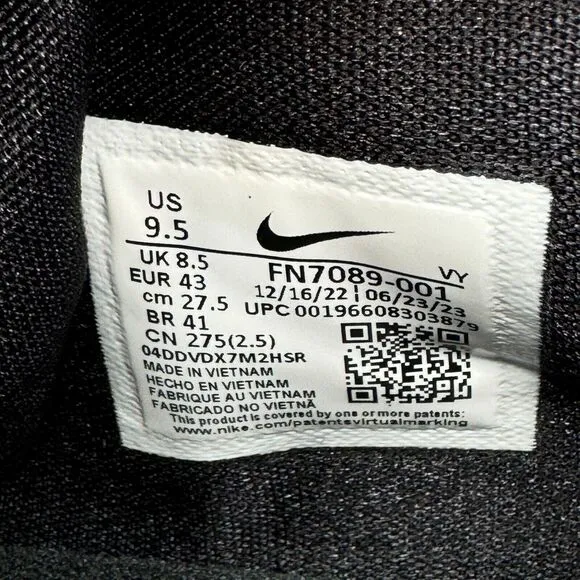 US
9.5
UK 8.5
EUR 43
cm 27.5
BR 41
CN 275(2.5)
FN7089-001 VY
12/16/22 | 06/23/23
UPC 00196608303879
04DDVDX7M2HSR
MADE IN VIETNAM
HECHO EN VIETNAM
FABRIQUE AU VIETNAM
FABRICADO NO VIETNÃ
This product is covered by one or more patents:
www.nike.com/patentsvirtualmarking